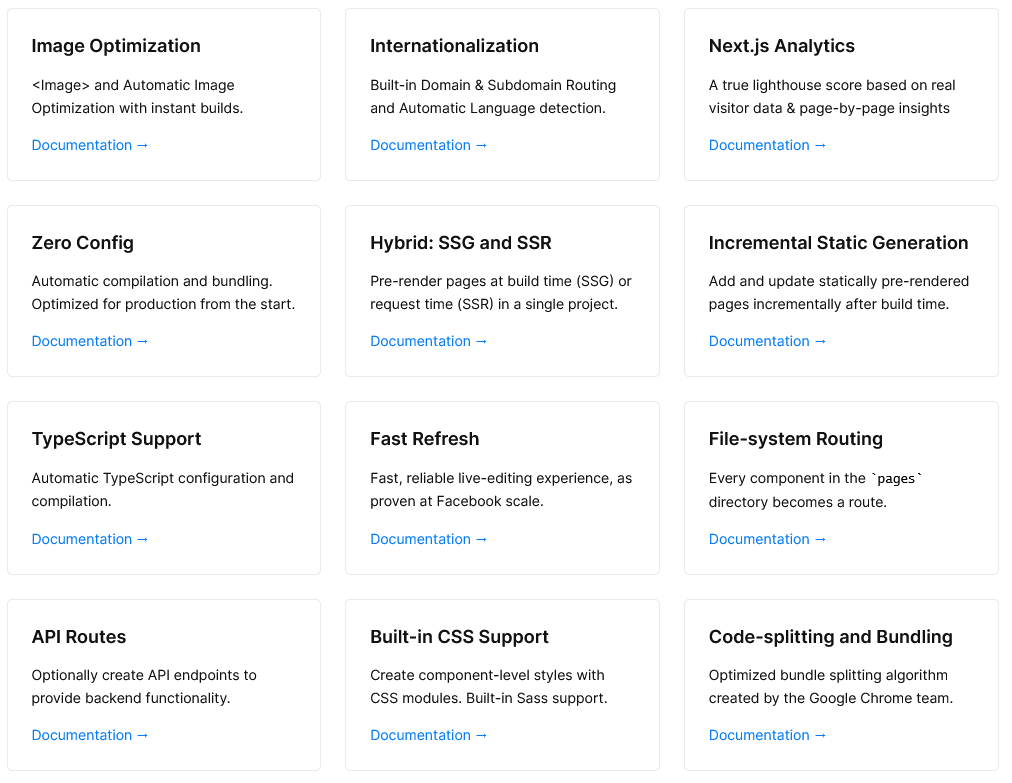 Image Optimization
<Image> and Automatic Image
Optimization with instant builds.
Documentation →
Internationalization
Built-in Domain & Subdomain Routing
and Automatic Language detection.
Documentation →
Next.js Analytics
A true lighthouse score based on real
visitor data & page-by-page insights
Documentation →
Zero Config
Automatic compilation and bundling.
Optimized for production from the start.
Documentation →
Hybrid: SSG and SSR
Pre-render pages at build time (SSG) or
request time (SSR) in a single project.
Documentation →
Incremental Static Generation
Add and update statically pre-rendered
pages incrementally after build time.
Documentation →
TypeScript Support
Automatic TypeScript configuration and
compilation.
Documentation →
Fast Refresh
Fast, reliable live-editing experience, as
proven at Facebook scale.
Documentation →
File-system Routing
Every component in the `pages`
directory becomes a route.
Documentation →
API Routes
Optionally create API endpoints to
provide backend functionality.
Documentation →
Built-in CSS Support
Create component-level styles with
CSS modules. Built-in Sass support.
Documentation →
Code-splitting and Bundling
Optimized bundle splitting algorithm
created by the Google Chrome team.
Documentation →